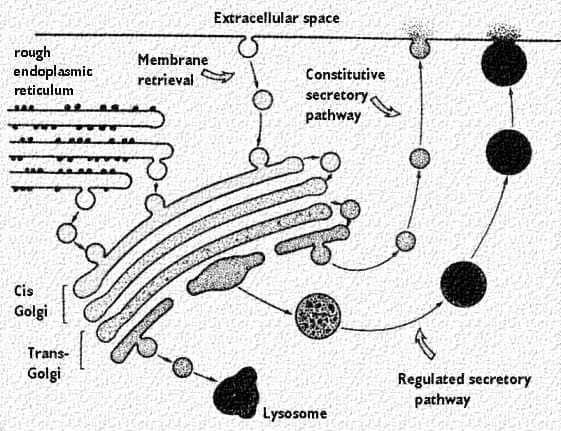 Extracellular space
rough
endoplasmic
reticulum
Membrane
retrieval
Constitutive
secretory
pathway
Cis
Golgi
Trans-
Golgi
Lysosome
Regulated secretory
pathway